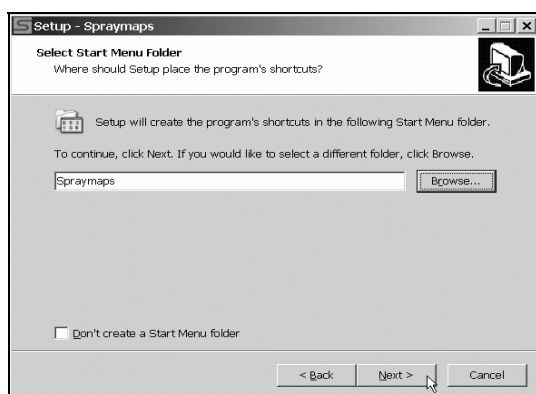 Setup - Spraymaps
Select Start Menu Folder
Where should Setup place the program's shortcuts?
Setup will create the program's shortcuts in the following Start Menu folder.
To continue, click Next. If you would like to select a different folder, click Browse.
Spraymaps
Browse...
Don't create a Start Menu folder
< Back
Next >
Cancel